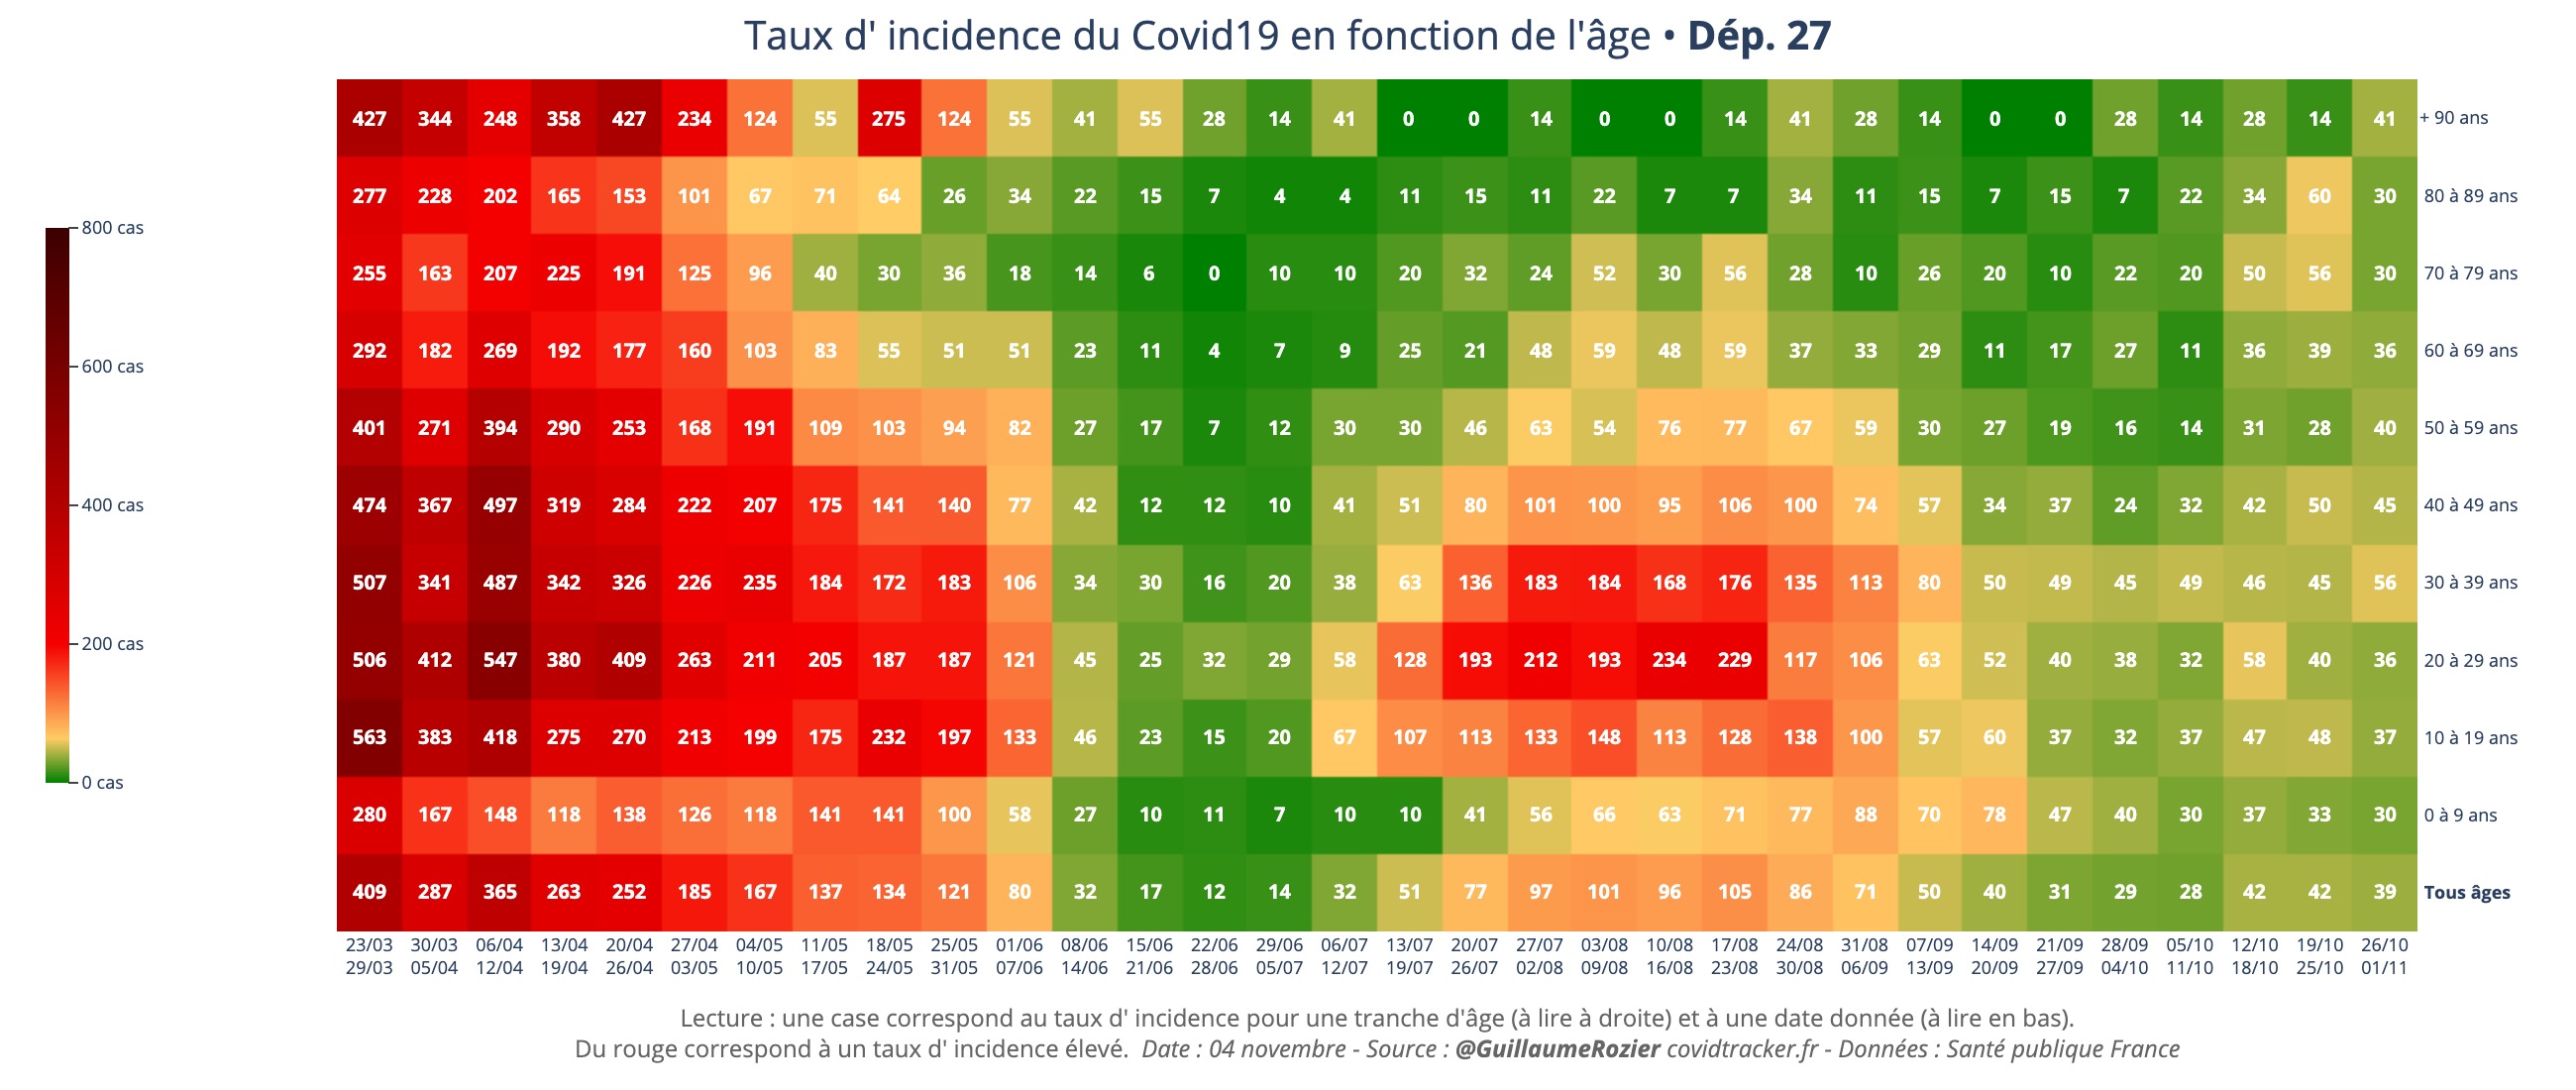 Taux d' incidence du Covid19 en fonction de l'âge • Dép. 27
800 cas
600 cas
400 cas
200 cas
0 cas
427 344 248 358 427 234 124 55 275 124 55 41 55 28 14 41 0 0 14 0 0 14 41 28 14 0 0 28 14 28 14 41 + 90 ans
277 228 202 165 153 101 67 71 64 26 34 22 15 7 4 4 11 15 11 22 7 7 34 11 15 7 15 7 22 34 60 30 80 à 89 ans
255 163 207 225 191 125 96 40 30 36 18 14 6 0 10 10 20 32 24 52 30 56 28 10 26 20 10 22 20 50 56 30 70 à 79 ans
292 182 269 192 177 160 103 83 55 51 51 23 11 4 7 9 25 21 48 59 48 59 37 33 29 11 17 27 11 36 39 36 60 à 69 ans
401 271 394 290 253 168 191 109 103 94 82 27 17 7 12 30 30 46 63 54 76 77 67 59 30 27 19 16 14 31 28 40 50 à 59 ans
474 367 497 319 284 222 207 175 141 140 77 42 12 12 10 41 51 80 101 100 95 106 100 74 57 34 37 24 32 42 50 45 40 à 49 ans
507 341 487 342 326 226 235 184 172 183 106 34 30 16 20 38 63 136 183 184 168 176 135 113 80 50 49 45 49 46 45 56 30 à 39 ans
506 412 547 380 409 263 211 205 187 187 121 45 25 32 29 58 128 193 212 193 234 229 117 106 63 52 40 38 32 58 40 36 20 à 29 ans
563 383 418 275 270 213 199 175 232 197 133 46 23 15 20 67 107 113 133 148 113 128 138 100 57 60 37 32 37 47 48 37 10 à 19 ans
280 167 148 118 138 126 118 141 141 100 58 27 10 11 7 10 10 41 56 66 63 71 77 88 70 78 47 40 30 37 33 30 0 à 9 ans
409 287 365 263 252 185 167 137 134 121 80 32 17 12 14 32 51 77 97 101 96 105 86 71 50 40 31 29 28 42 42 39 Tous âges
23/03 30/03 06/04 13/04 20/04 27/04 04/05 11/05 18/05 25/05 01/06 08/06 15/06 22/06 29/06 06/07 13/07 20/07 27/07 03/08 10/08 17/08 24/08 31/08 07/09 14/09 21/09 28/09 05/10 12/10 19/10 26/10
29/03 05/04 12/04 19/04 26/04 03/05 10/05 17/05 24/05 31/05 07/06 14/06 21/06 28/06 05/07 12/07 19/07 26/07 02/08 09/08 16/08 23/08 30/08 06/09 13/09 20/09 27/09 04/10 11/10 18/10 25/10 01/11
Lecture : une case correspond au taux d' incidence pour une tranche d'âge (à lire à droite) et à une date donnée (à lire en bas).
Du rouge correspond à un taux d' incidence élevé. Date : 04 novembre - Source : @GuillaumeRozier covidtracker.fr - Données : Santé publique France